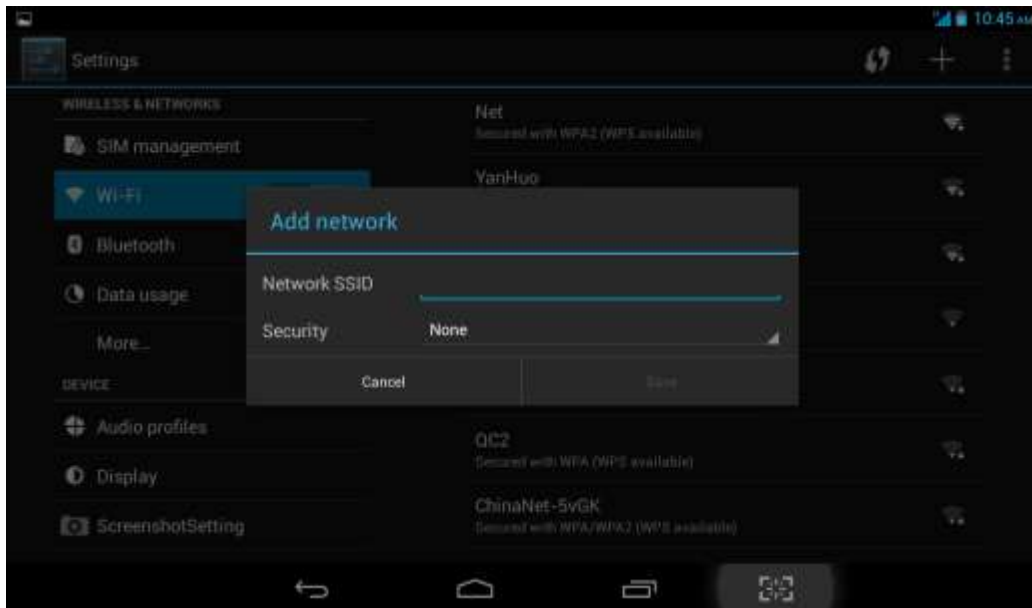 10:45 AM
Settings
WIRELESS & NETWORKS
SIM management
Wi-Fi
Bluetooth
Data usage
More...
DEVICE
Audio profiles
Display
ScreenshotSetting
Net
Secured with WPA2 (WPS available)
YanHuo
Add network
Network SSID
Security
None
Cancel
Save
QC2
Secured with WPA (WPS available)
ChinaNet-5vGK
Secured with WPA/WPA2 (WPS available)